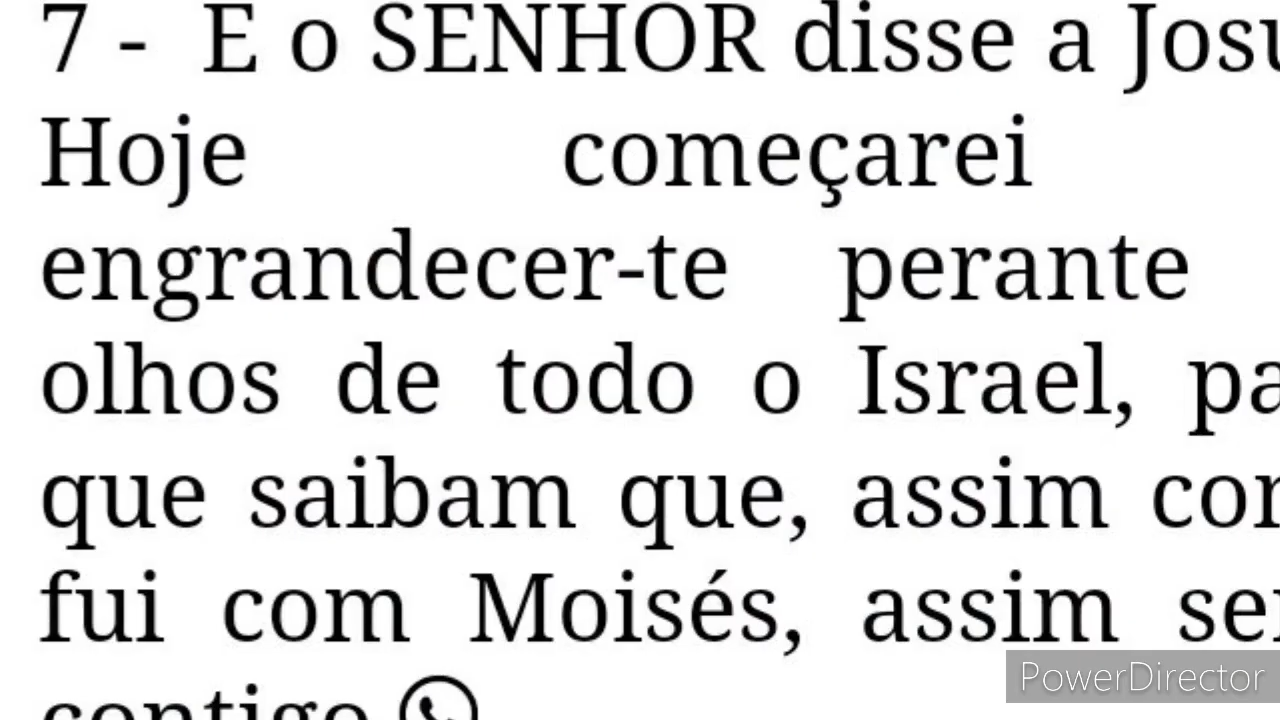 7 - E o SENHOR disse a Josu
Hoje começarei
engrandecer-te perante
olhos de todo o Israel, pa
que saibam que, assim com
fui com Moisés, assim ser
contigo
PowerDirector